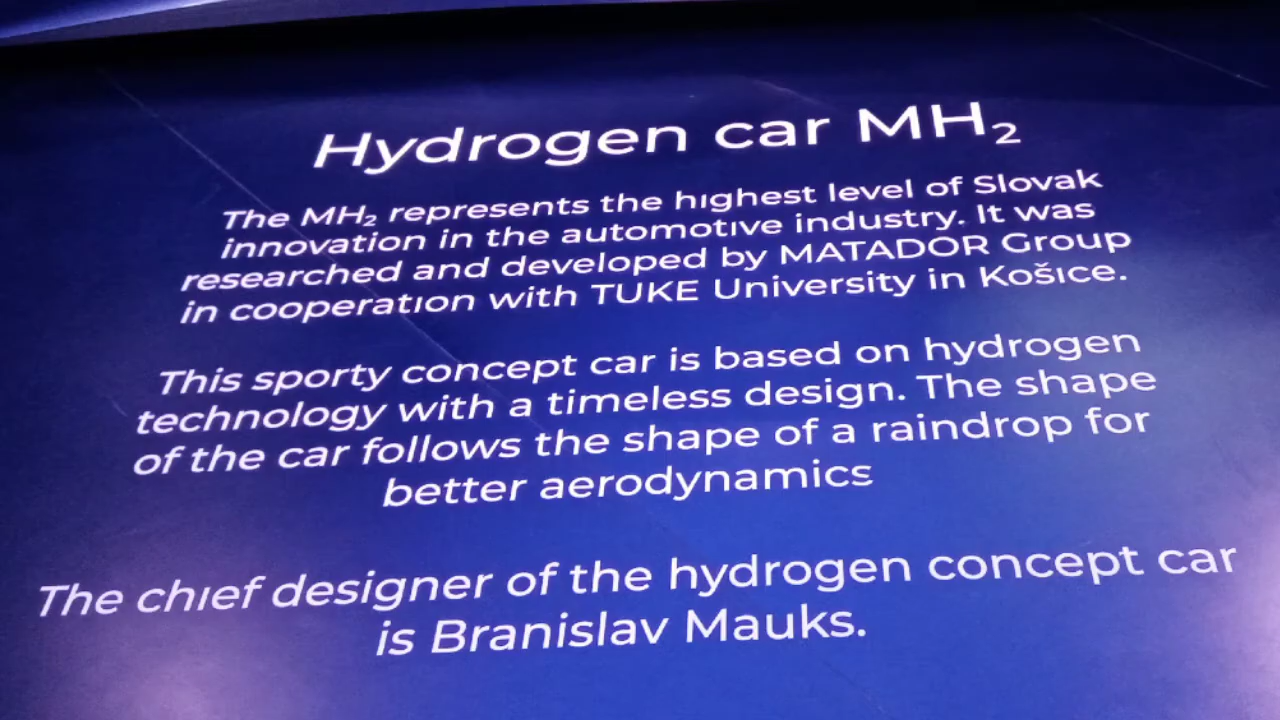 Hydrogen car MH₂
The MH₂ represents the highest level of Slovak
innovation in the automotive industry. It was
researched and developed by MATADOR Group
in cooperation with TUKE University in Košice.
This sporty concept car is based on hydrogen
technology with a timeless design. The shape
of the car follows the shape of a raindrop for
better aerodynamics
The chief designer of the hydrogen concept car
is Branislav Mauks.